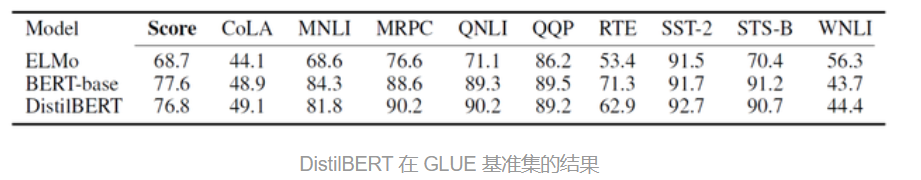 Model Score CoLA MNLI MRPC QNLI QQP RTE SST-2 STS-B WNLI
ELMo 68.7 44.1 68.6 76.6 71.1 86.2 53.4 91.5 70.4 56.3
BERT-base 77.6 48.9 84.3 88.6 89.3 89.5 71.3 91.7 91.2 43.7
DistilBERT 76.8 49.1 81.8 90.2 90.2 89.2 62.9 92.7 90.7 44.4
DistilBERT 在 GLUE 基准集的结果